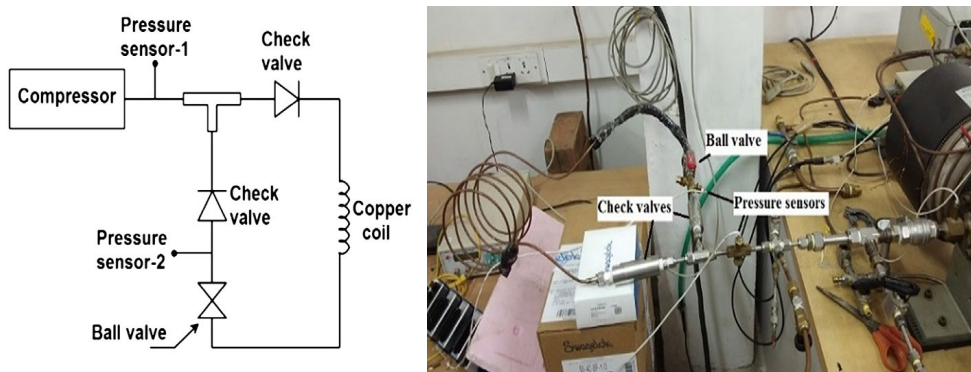 Pressure
sensor-1
Check
valve
Compressor
Check
valve
Copper
coil
Pressure
sensor-2
Ball valve
Ball valve
Check valves
Pressure sensors
Swagelok